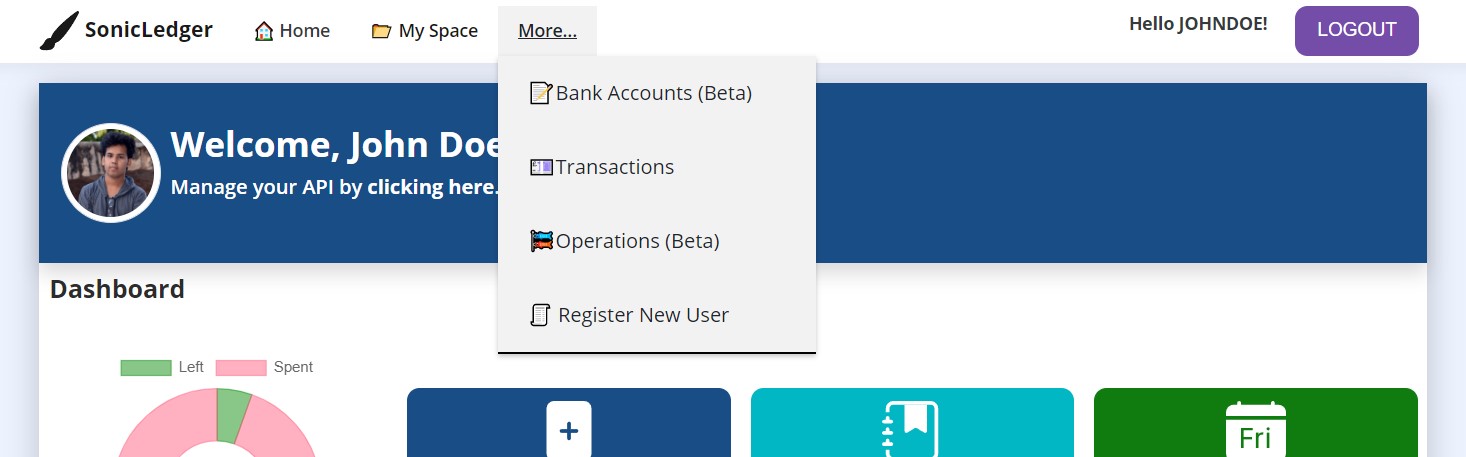 SonicLedger Home My Space More... Hello JOHNDOE! LOGOUT
Bank Accounts (Beta)
Transactions
Operations (Beta)
Register New User
Welcome, John Doe
Manage your API by clicking here.
Dashboard
Left Spent
Fri